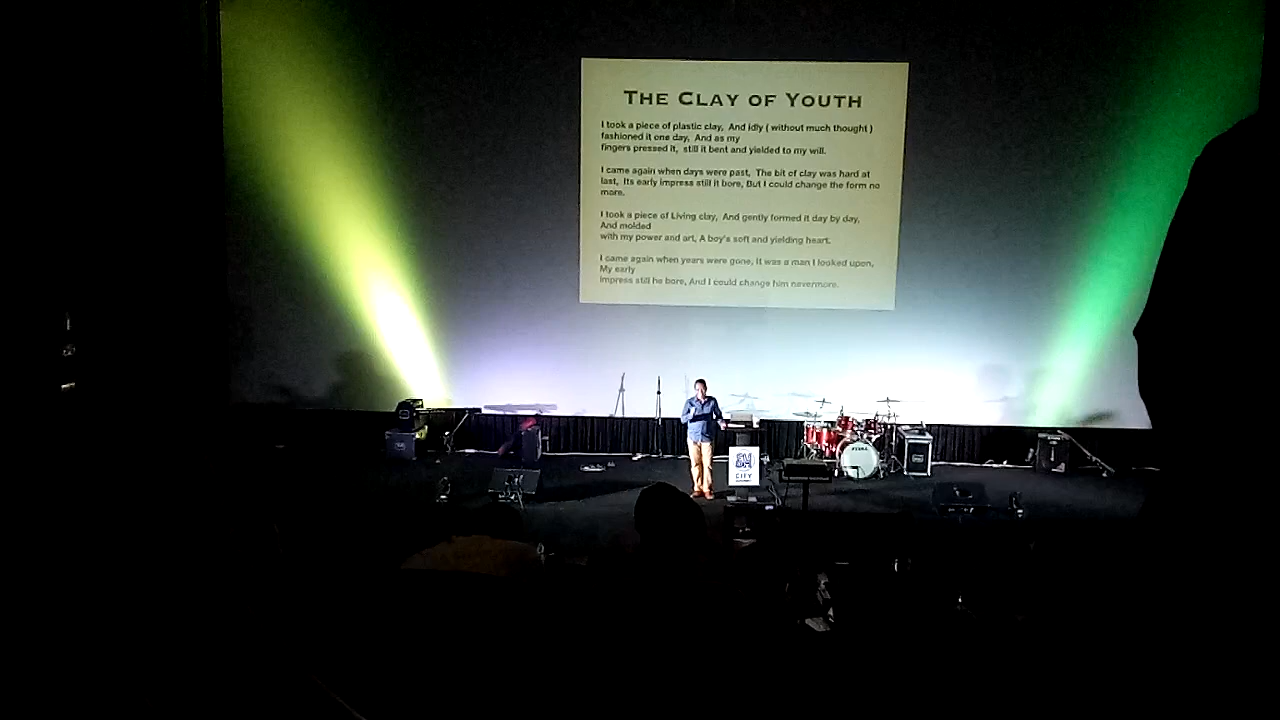 THE CLAY OF YOUTH
I took a piece of plastic clay, And idly ( without much thought )
fashioned it one day, And as my
fingers pressed it, still it bent and yielded to my will.
I came again when days were past, The bit of clay was hard at
last, Its early impress still it bore, But I could change the form no
more.
I took a piece of Living clay, And gently formed it day by day,
And molded
with my power and art, A boy's soft and yielding heart.
I came again when years were gone, It was a man I looked upon,
My early
impress still he bore, And I could change him nevermore.
TAMA
CITY